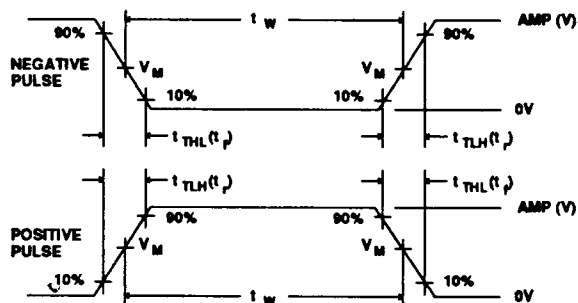 t W
AMP (V)
90%
90%
NEGATIVE
PULSE
V M
V M
10%
10%
0V
t THL (t f)
t TLH (t r)
t TLH (t r)
t THL (t f)
AMP (V)
90%
90%
POSITIVE
PULSE
V M
V M
10%
10%
t W
0V